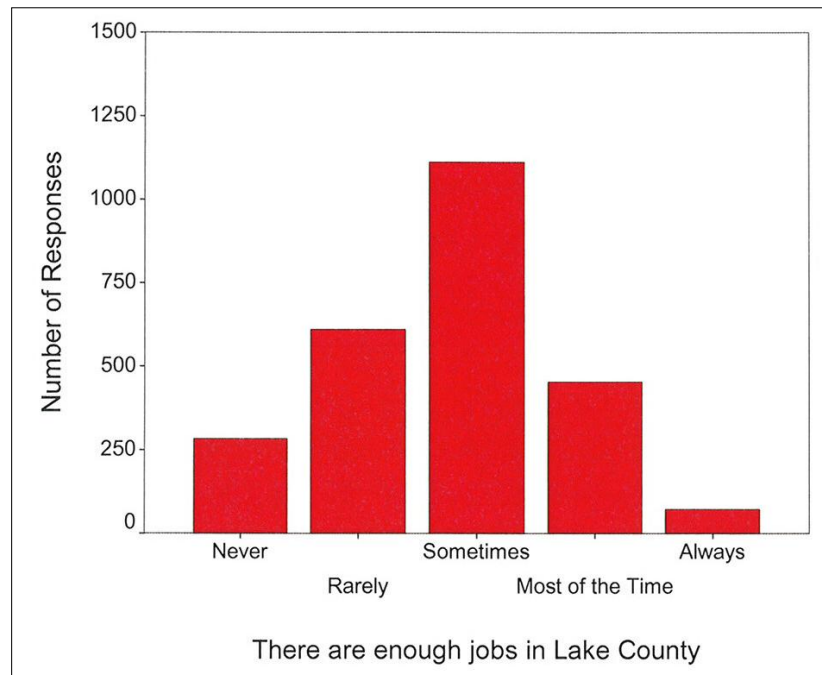 1500
1250
1000
750
500
250
0
Number of Responses
Never Sometimes Always
Rarely Most of the Time
There are enough jobs in Lake County